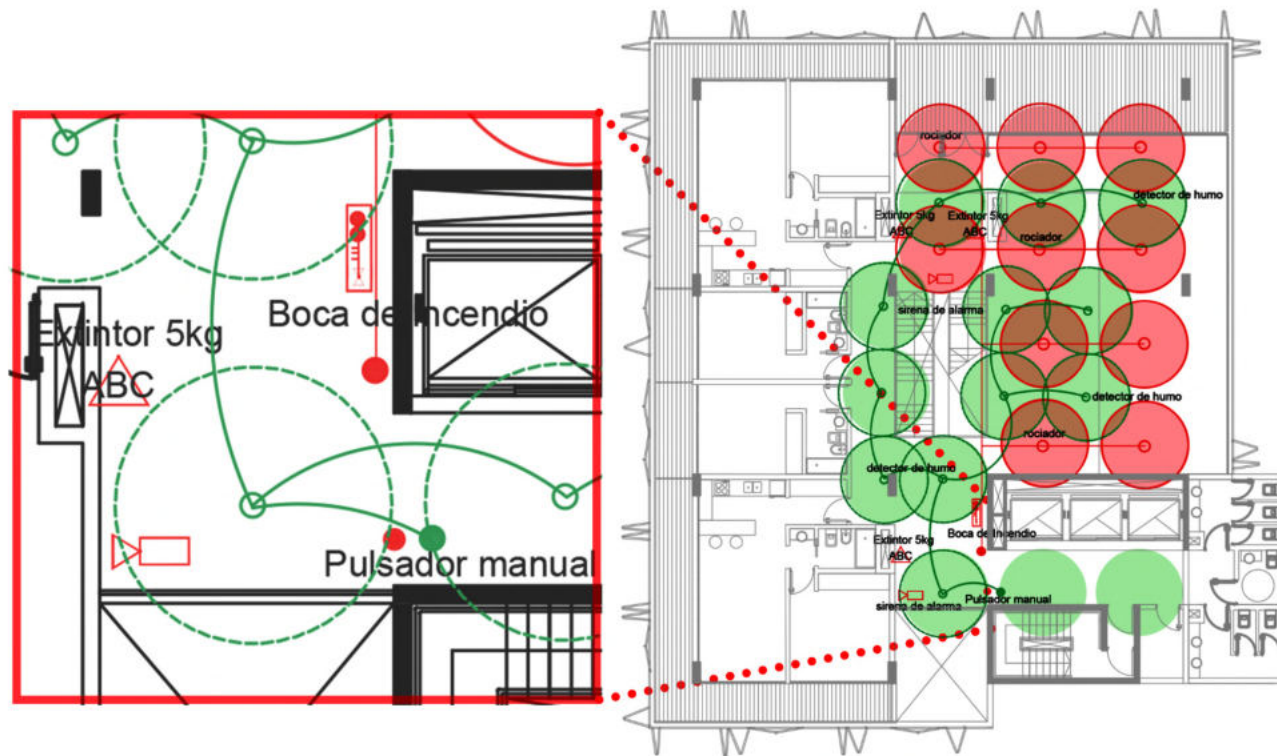 Boca de Incendio
Extintor 5kg
ABC
Pulsador manual
rociador
detector de humo
Extintor 5kg
ABC
Extintor 5kg
ABC
rociador
sirena de alarma
detector de humo
rociador
detector de humo
Boca de Incendio
Extintor 5kg
ABC
Pulsador manual
sirena de alarma